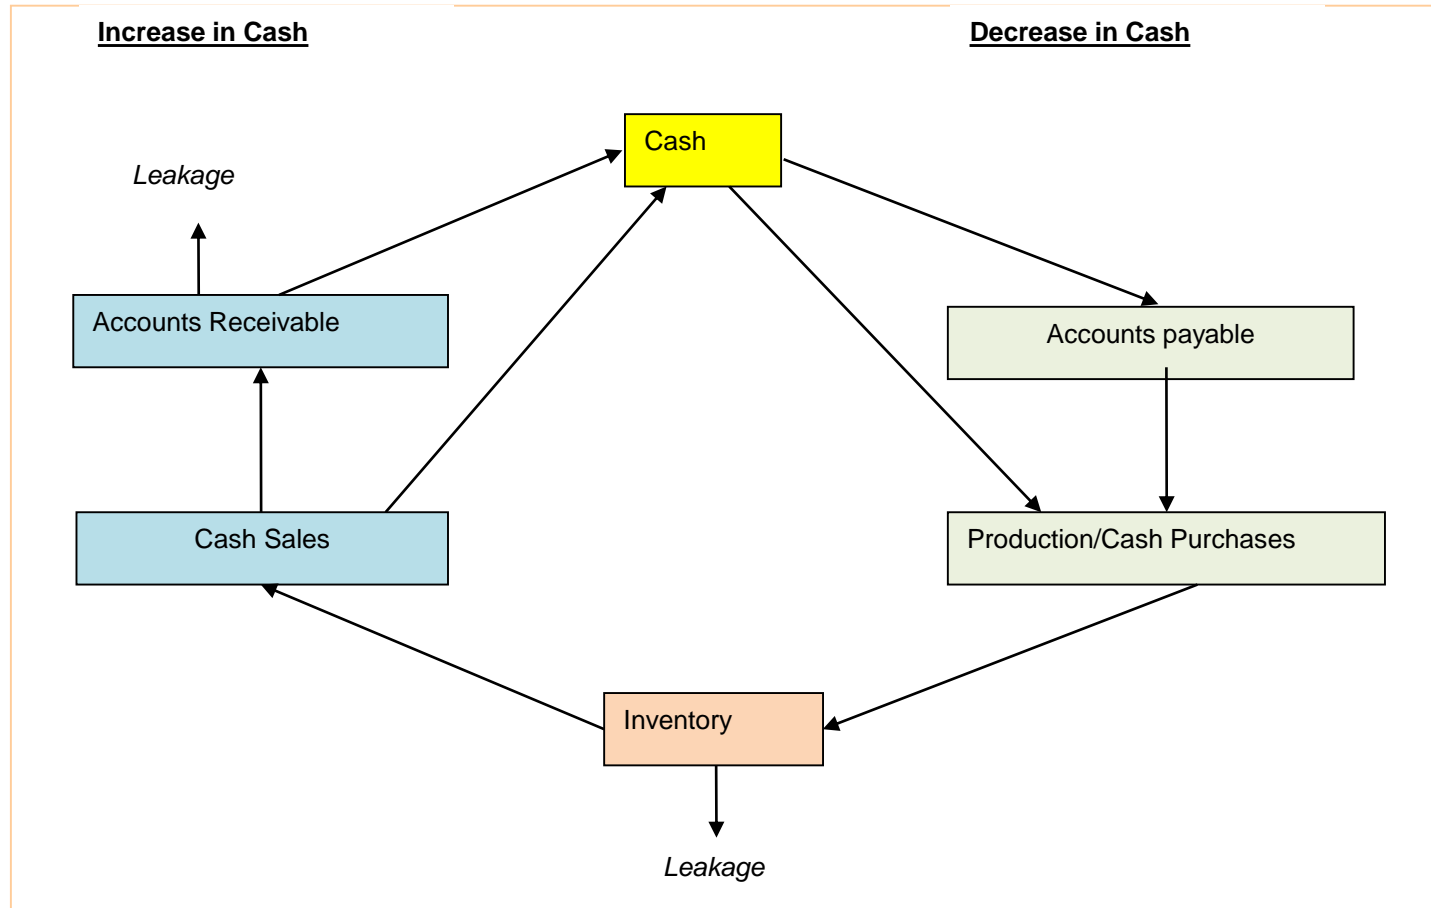 Increase in Cash
Decrease in Cash
Cash
Leakage
Accounts Receivable
Accounts payable
Cash Sales
Production/Cash Purchases
Inventory
Leakage